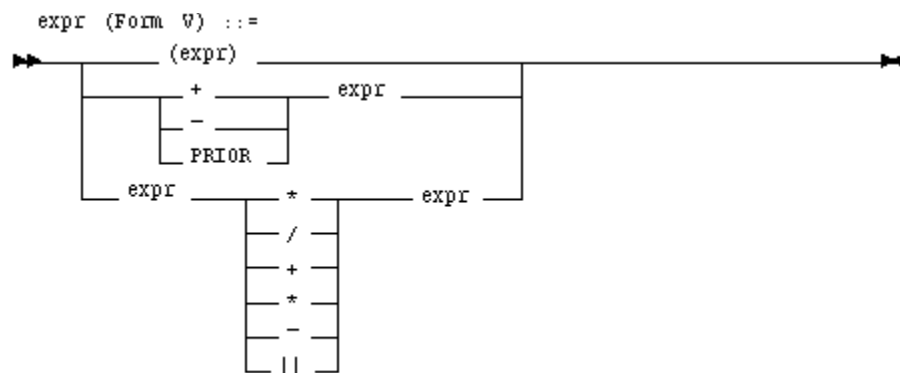 expr (Form V) ::=
(expr)
+ expr
-
PRIOR
expr * expr
/
+
*
-
||